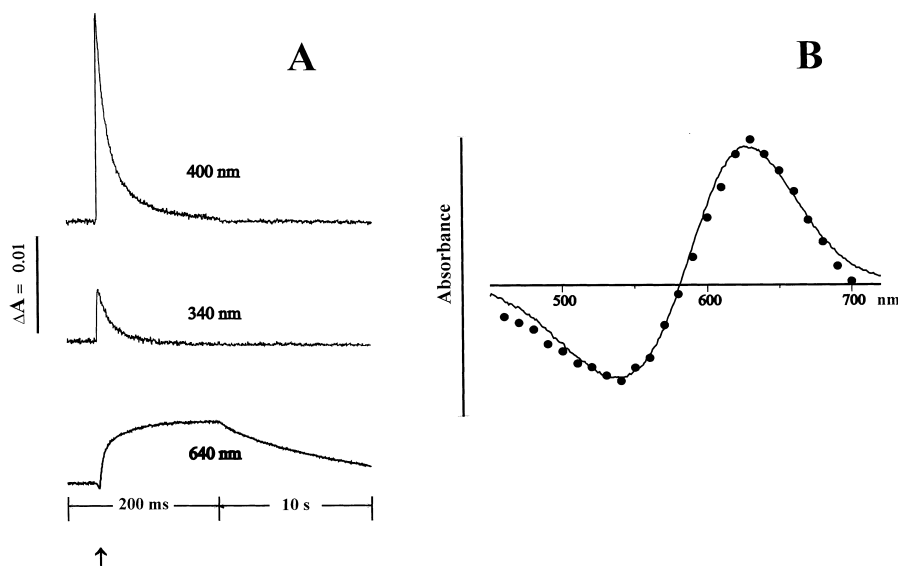 A
400 nm
ΔA = 0.01
340 nm
640 nm
200 ms
10 s
B
Absorbance
500
600
700
nm